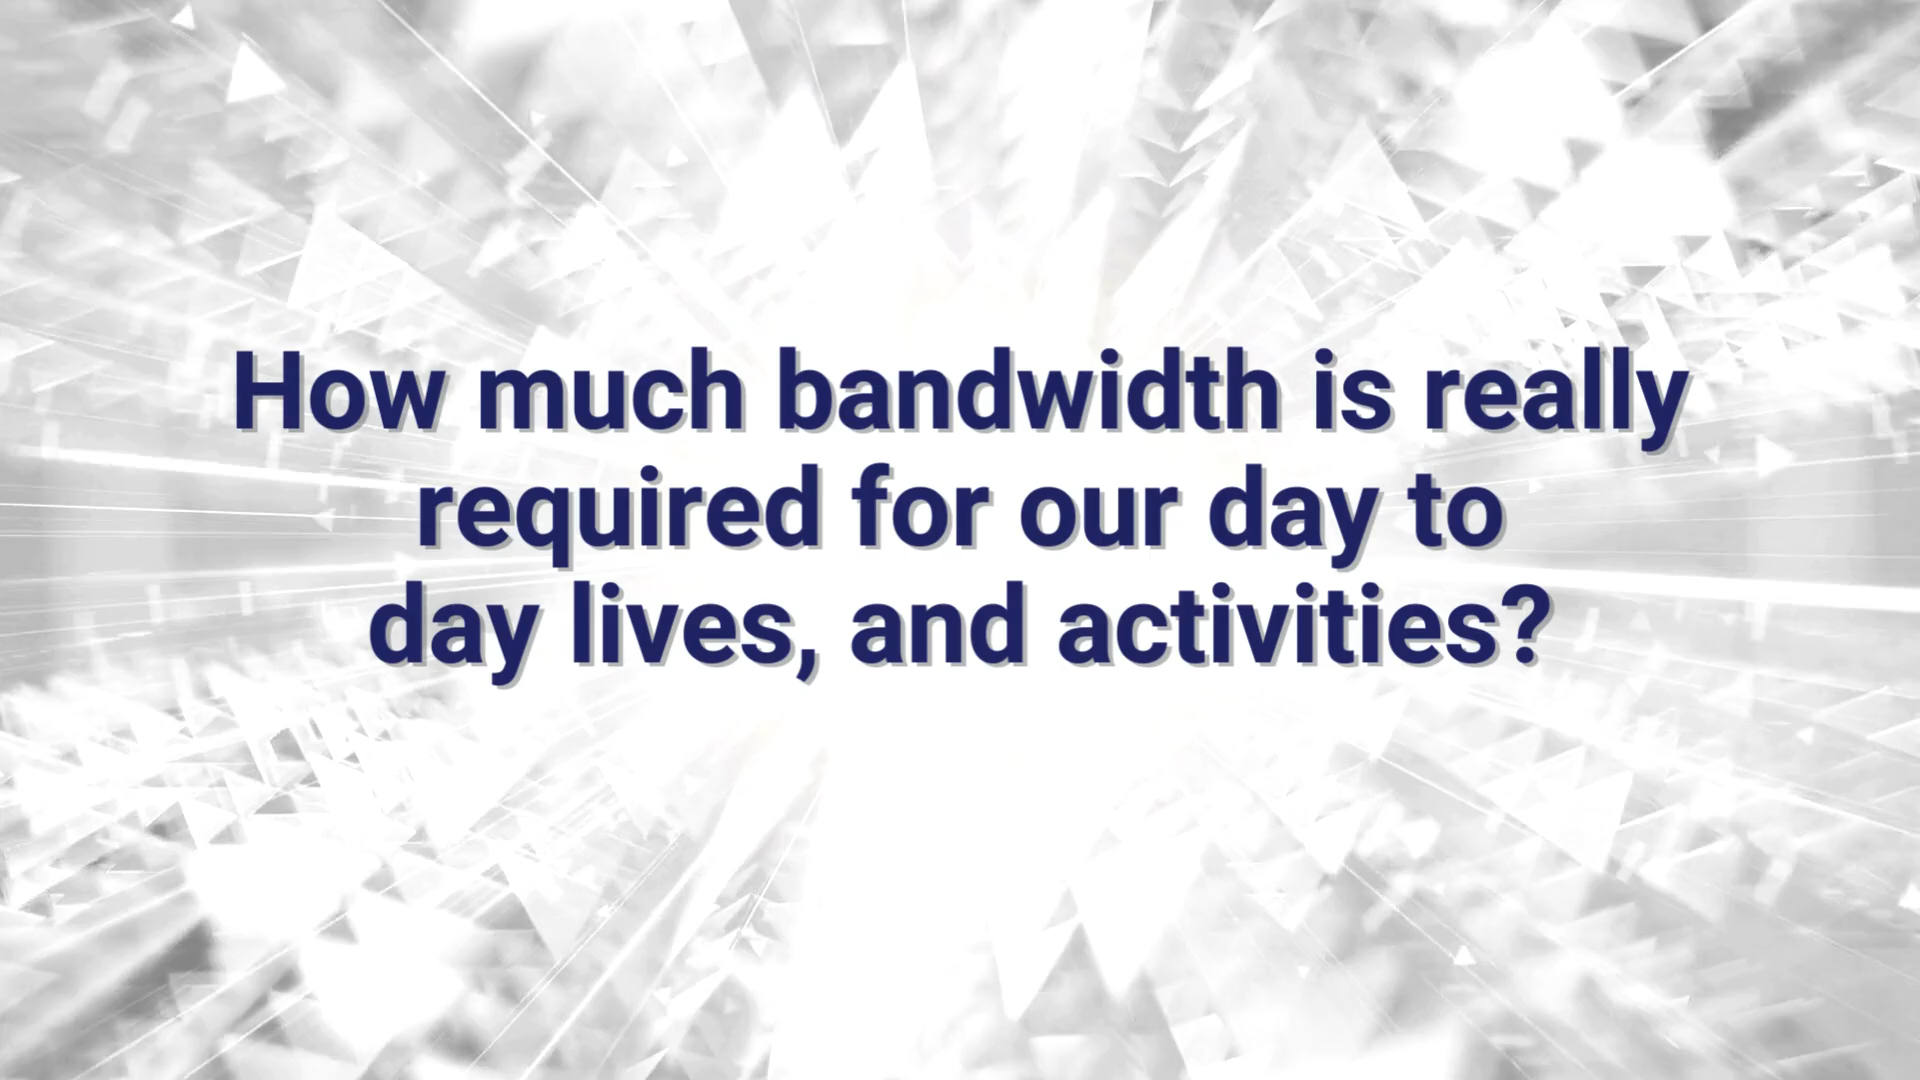 How much bandwidth is really
required for our day to
day lives, and activities?